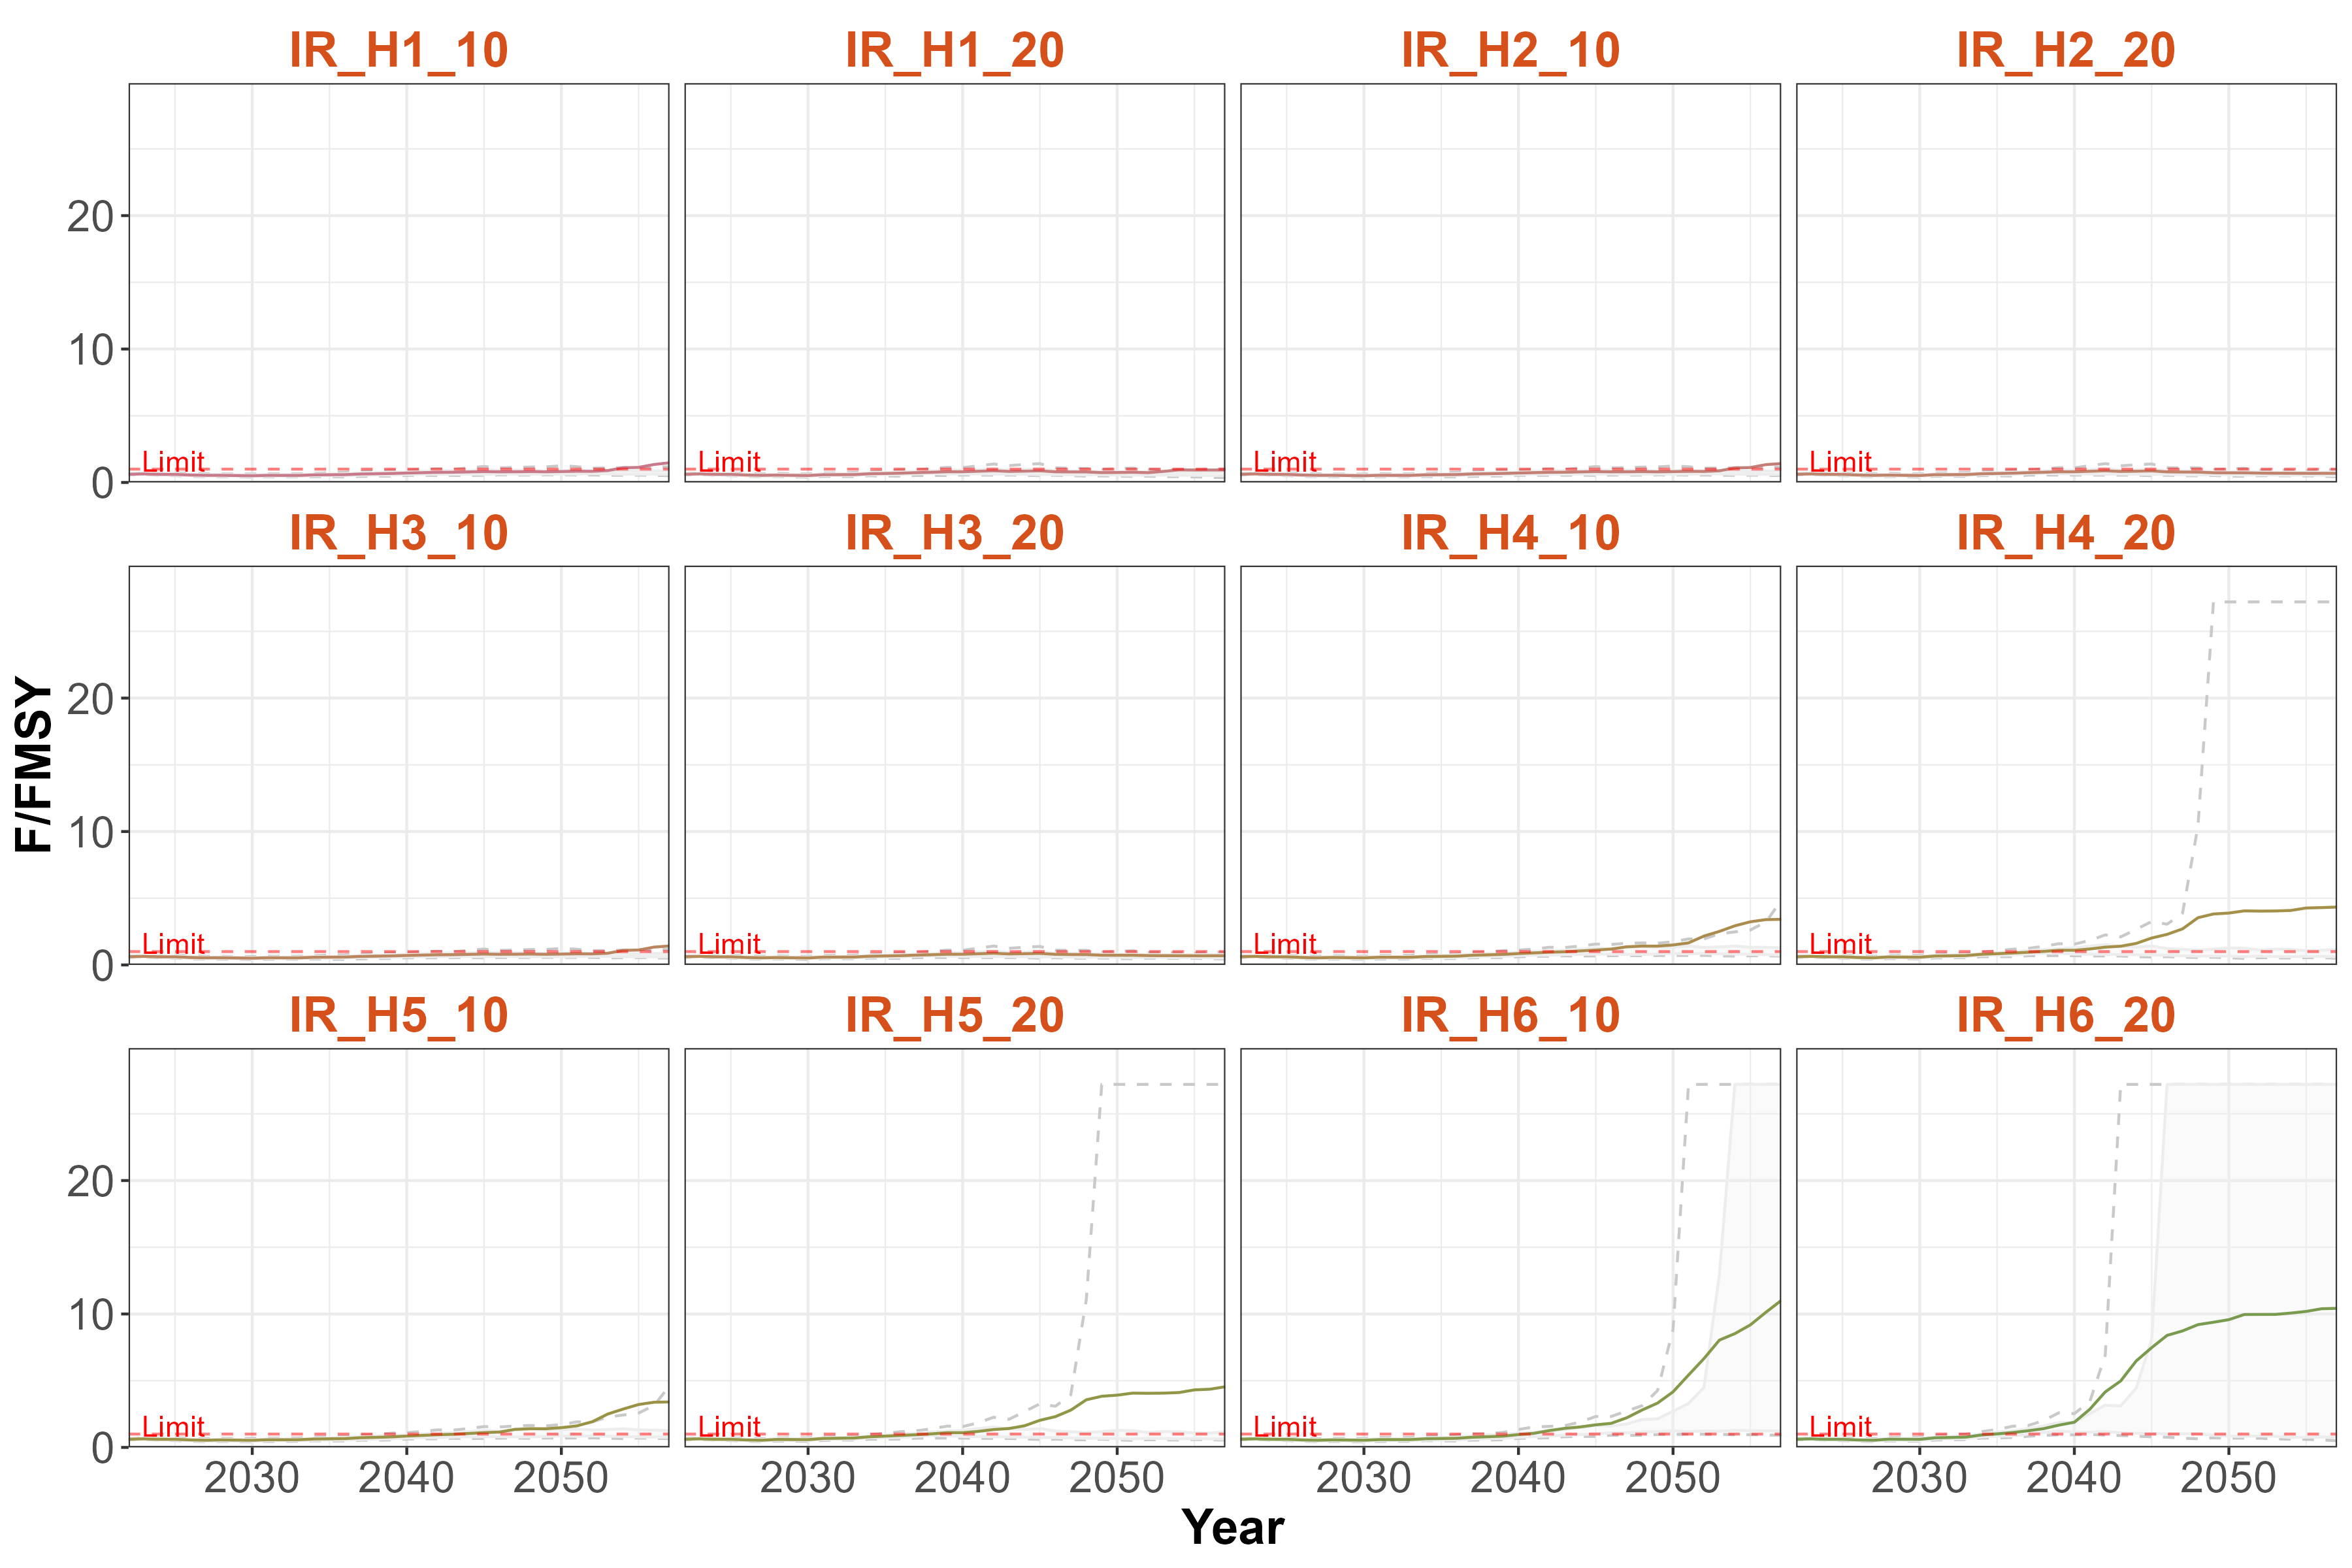 IR_H1_10 IR_H1_20 IR_H2_10 IR_H2_20
20
10
0
Limit Limit Limit Limit
IR_H3_10 IR_H3_20 IR_H4_10 IR_H4_20
20
10
0
Limit Limit Limit Limit
F/FMSY
IR_H5_10 IR_H5_20 IR_H6_10 IR_H6_20
20
10
0
Limit Limit Limit Limit
2030 2040 2050 2030 2040 2050 2030 2040 2050 2030 2040 2050
Year